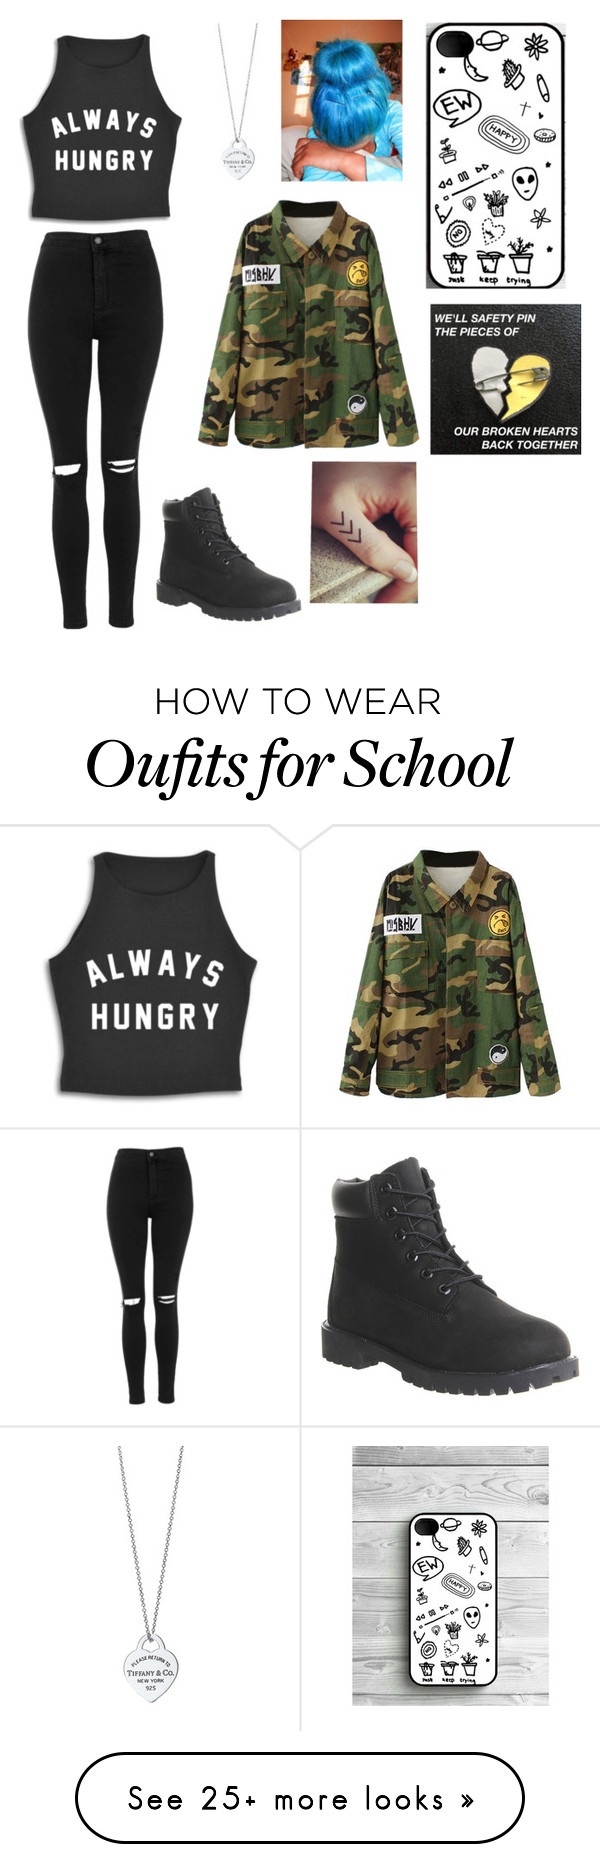 ALWAYS
HUNGRY
TIFFANY & CO.
EW
HAPPY
NO
Just keep trying
WE'LL SAFETY PIN
THE PIECES OF
OUR BROKEN HEARTS
BACK TOGETHER
HOW TO WEAR
Oufits for School
ALWAYS
HUNGRY
PLEASE RETURN TO
TIFFANY & CO.
NEW YORK
925
EW
HAPPY
NO
Just keep trying
See 25+ more looks »